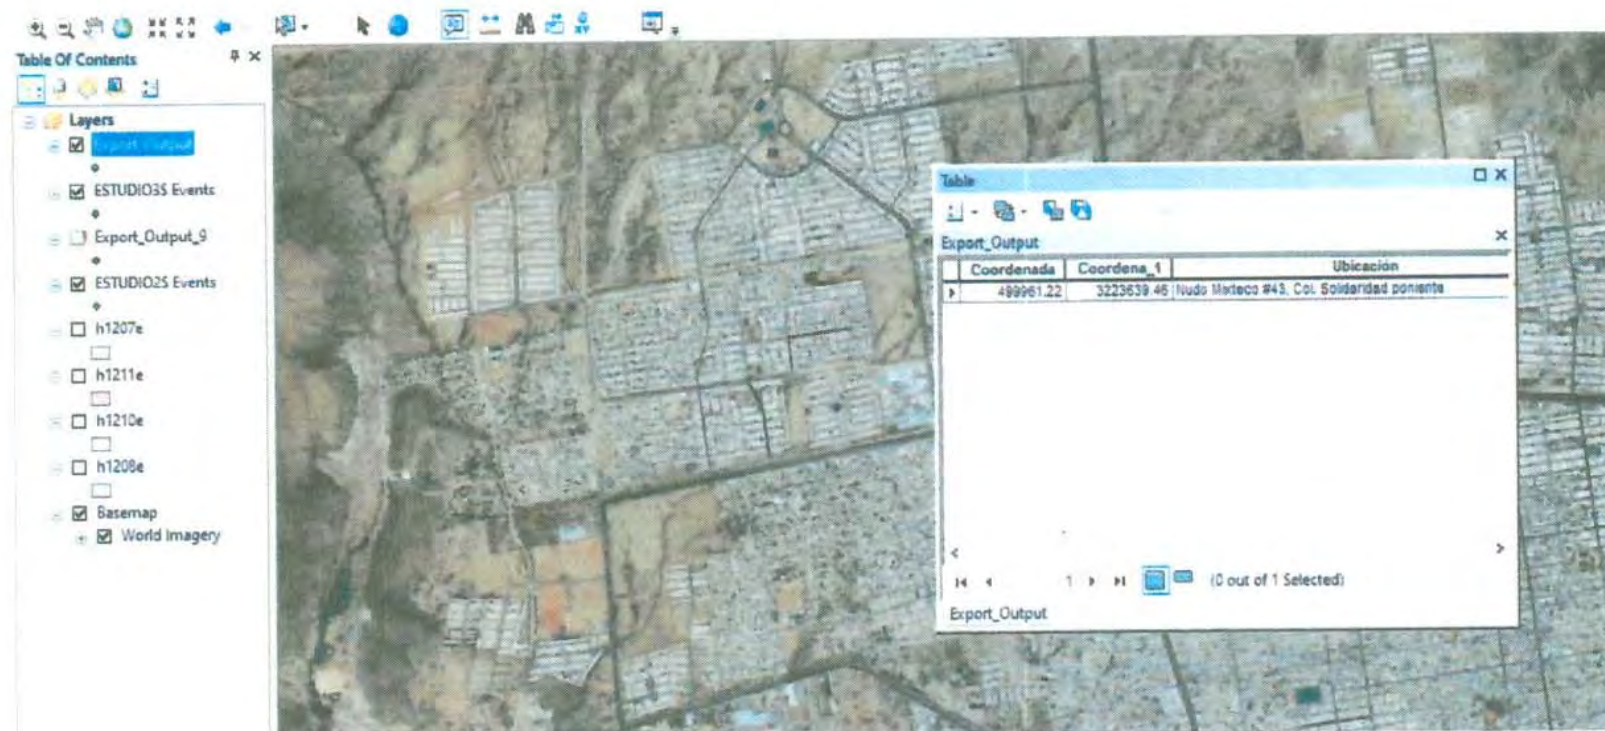 Table Of Contents
Layers
Export_Output
ESTUDIO3S Events
Export_Output_9
ESTUDIO2S Events
h1207e
h1211e
h1210e
h1208e
Basemap
World Imagery
Table
Export_Output
Coordenada Coordena_1 Ubicación
499961.22 3223639.46 Nudo Mixteco #43, Col. Solidaridad poniente
1
(0 out of 1 Selected)
Export_Output